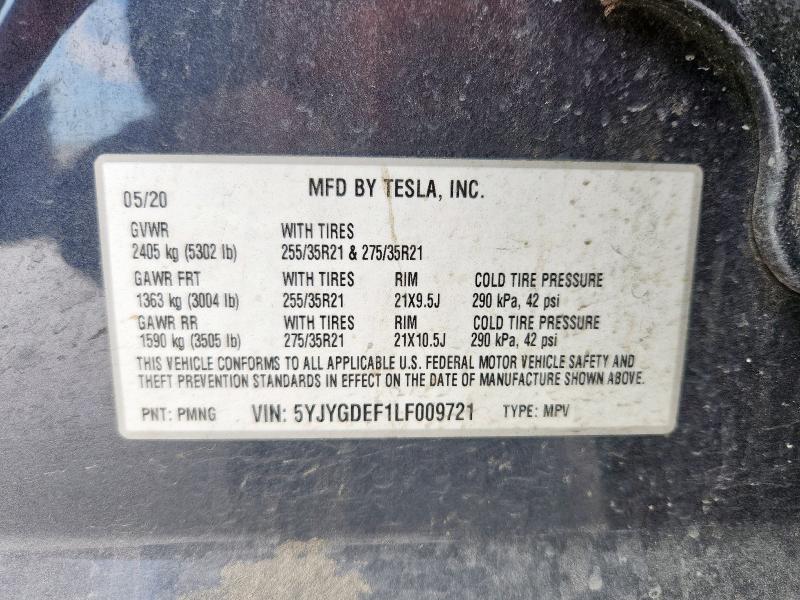 05/20 MFD BY TESLA, INC.
GVWR WITH TIRES
2405 kg (5302 lb) 255/35R21 & 275/35R21
GAWR FRT WITH TIRES RIM COLD TIRE PRESSURE
1363 kg (3004 lb) 255/35R21 21X9.5J 290 kPa, 42 psi
GAWR RR WITH TIRES RIM COLD TIRE PRESSURE
1590 kg (3505 lb) 275/35R21 21X10.5J 290 kPa, 42 psi
THIS VEHICLE CONFORMS TO ALL APPLICABLE U.S. FEDERAL MOTOR VEHICLE SAFETY AND
THEFT PREVENTION STANDARDS IN EFFECT ON THE DATE OF MANUFACTURE SHOWN ABOVE.
PNT: PMNG VIN: 5YJYGDEF1LF009721 TYPE: MPV